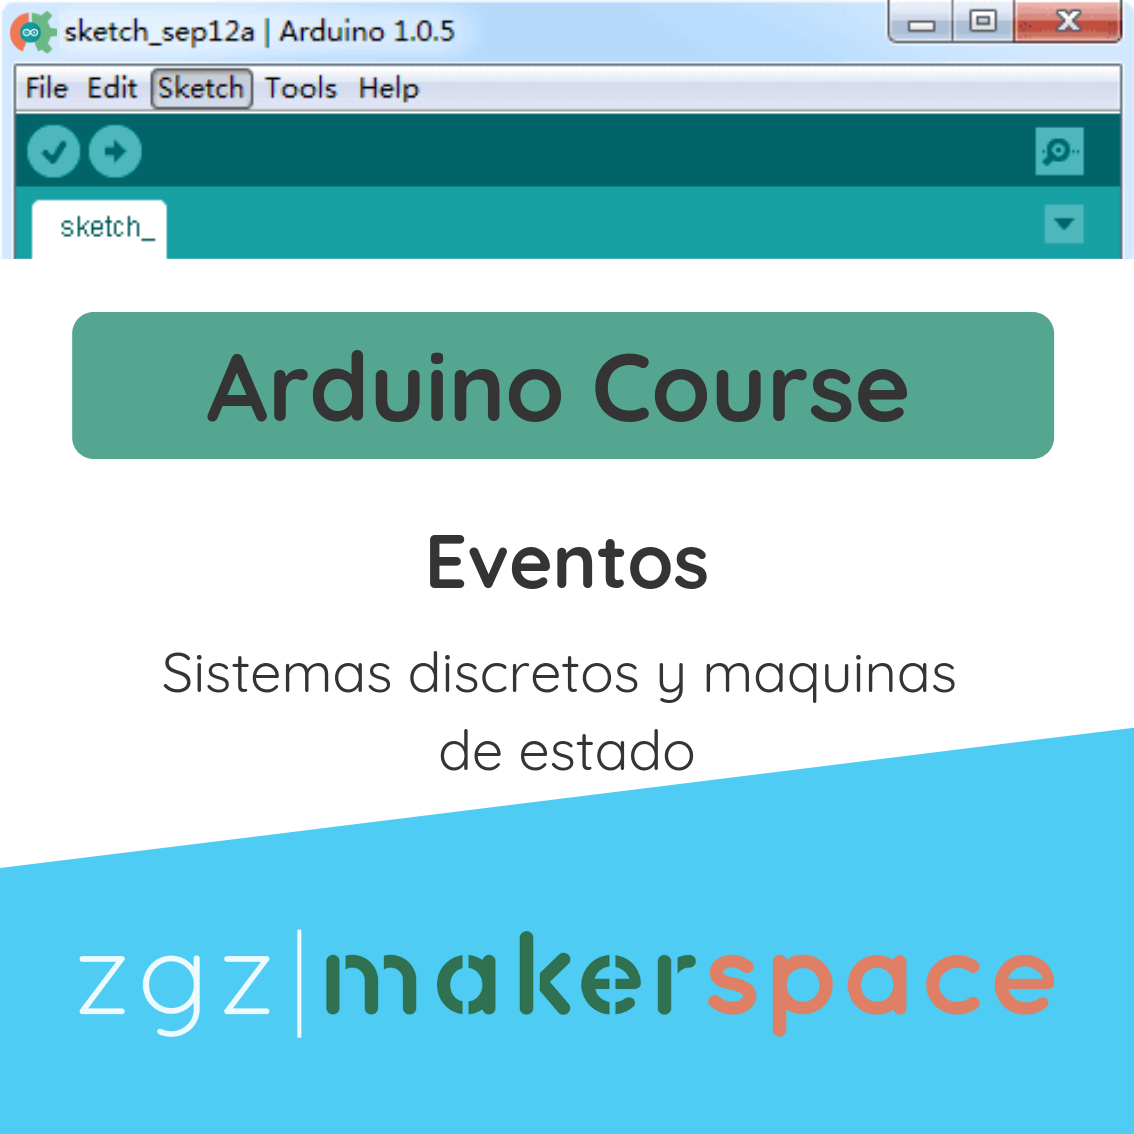 sketch_sep12a | Arduino 1.0.5
File Edit Sketch Tools Help
sketch_
Arduino Course
Eventos
Sistemas discretos y maquinas
de estado
zgz|makerspace